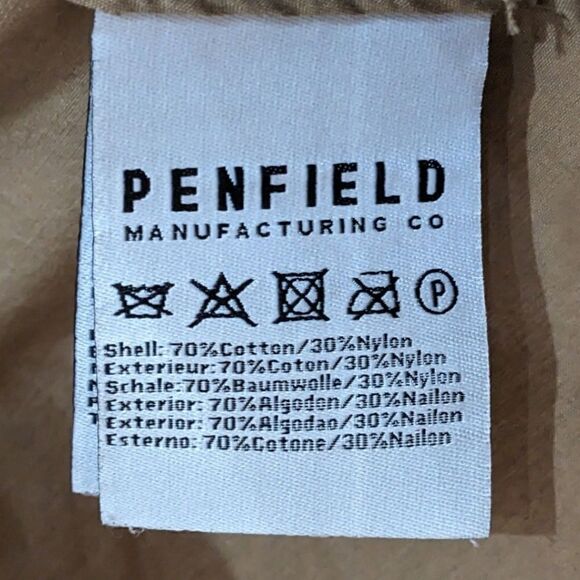 PENFIELD
MANUFACTURING CO
P
Shell: 70%Cotton/30%Nylon
Exterieur: 70%Coton/30%Nylon
Schale: 70%Baumwolle/30%Nylon
Exterior: 70%Algodon/30%Nailon
Exterior: 70%Algodao/30%Nailon
Esterno: 70%Cotone/30%Nailon